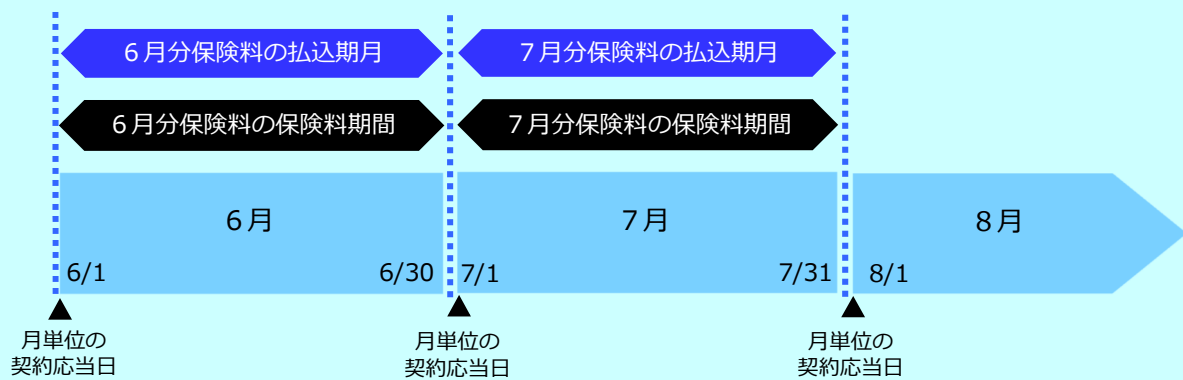 ６月分保険料の払込期月
７月分保険料の払込期月
６月分保険料の保険料期間
７月分保険料の保険料期間
６月
７月
８月
6/1
6/30
7/1
7/31
8/1
月単位の
契約応当日
月単位の
契約応当日
月単位の
契約応当日